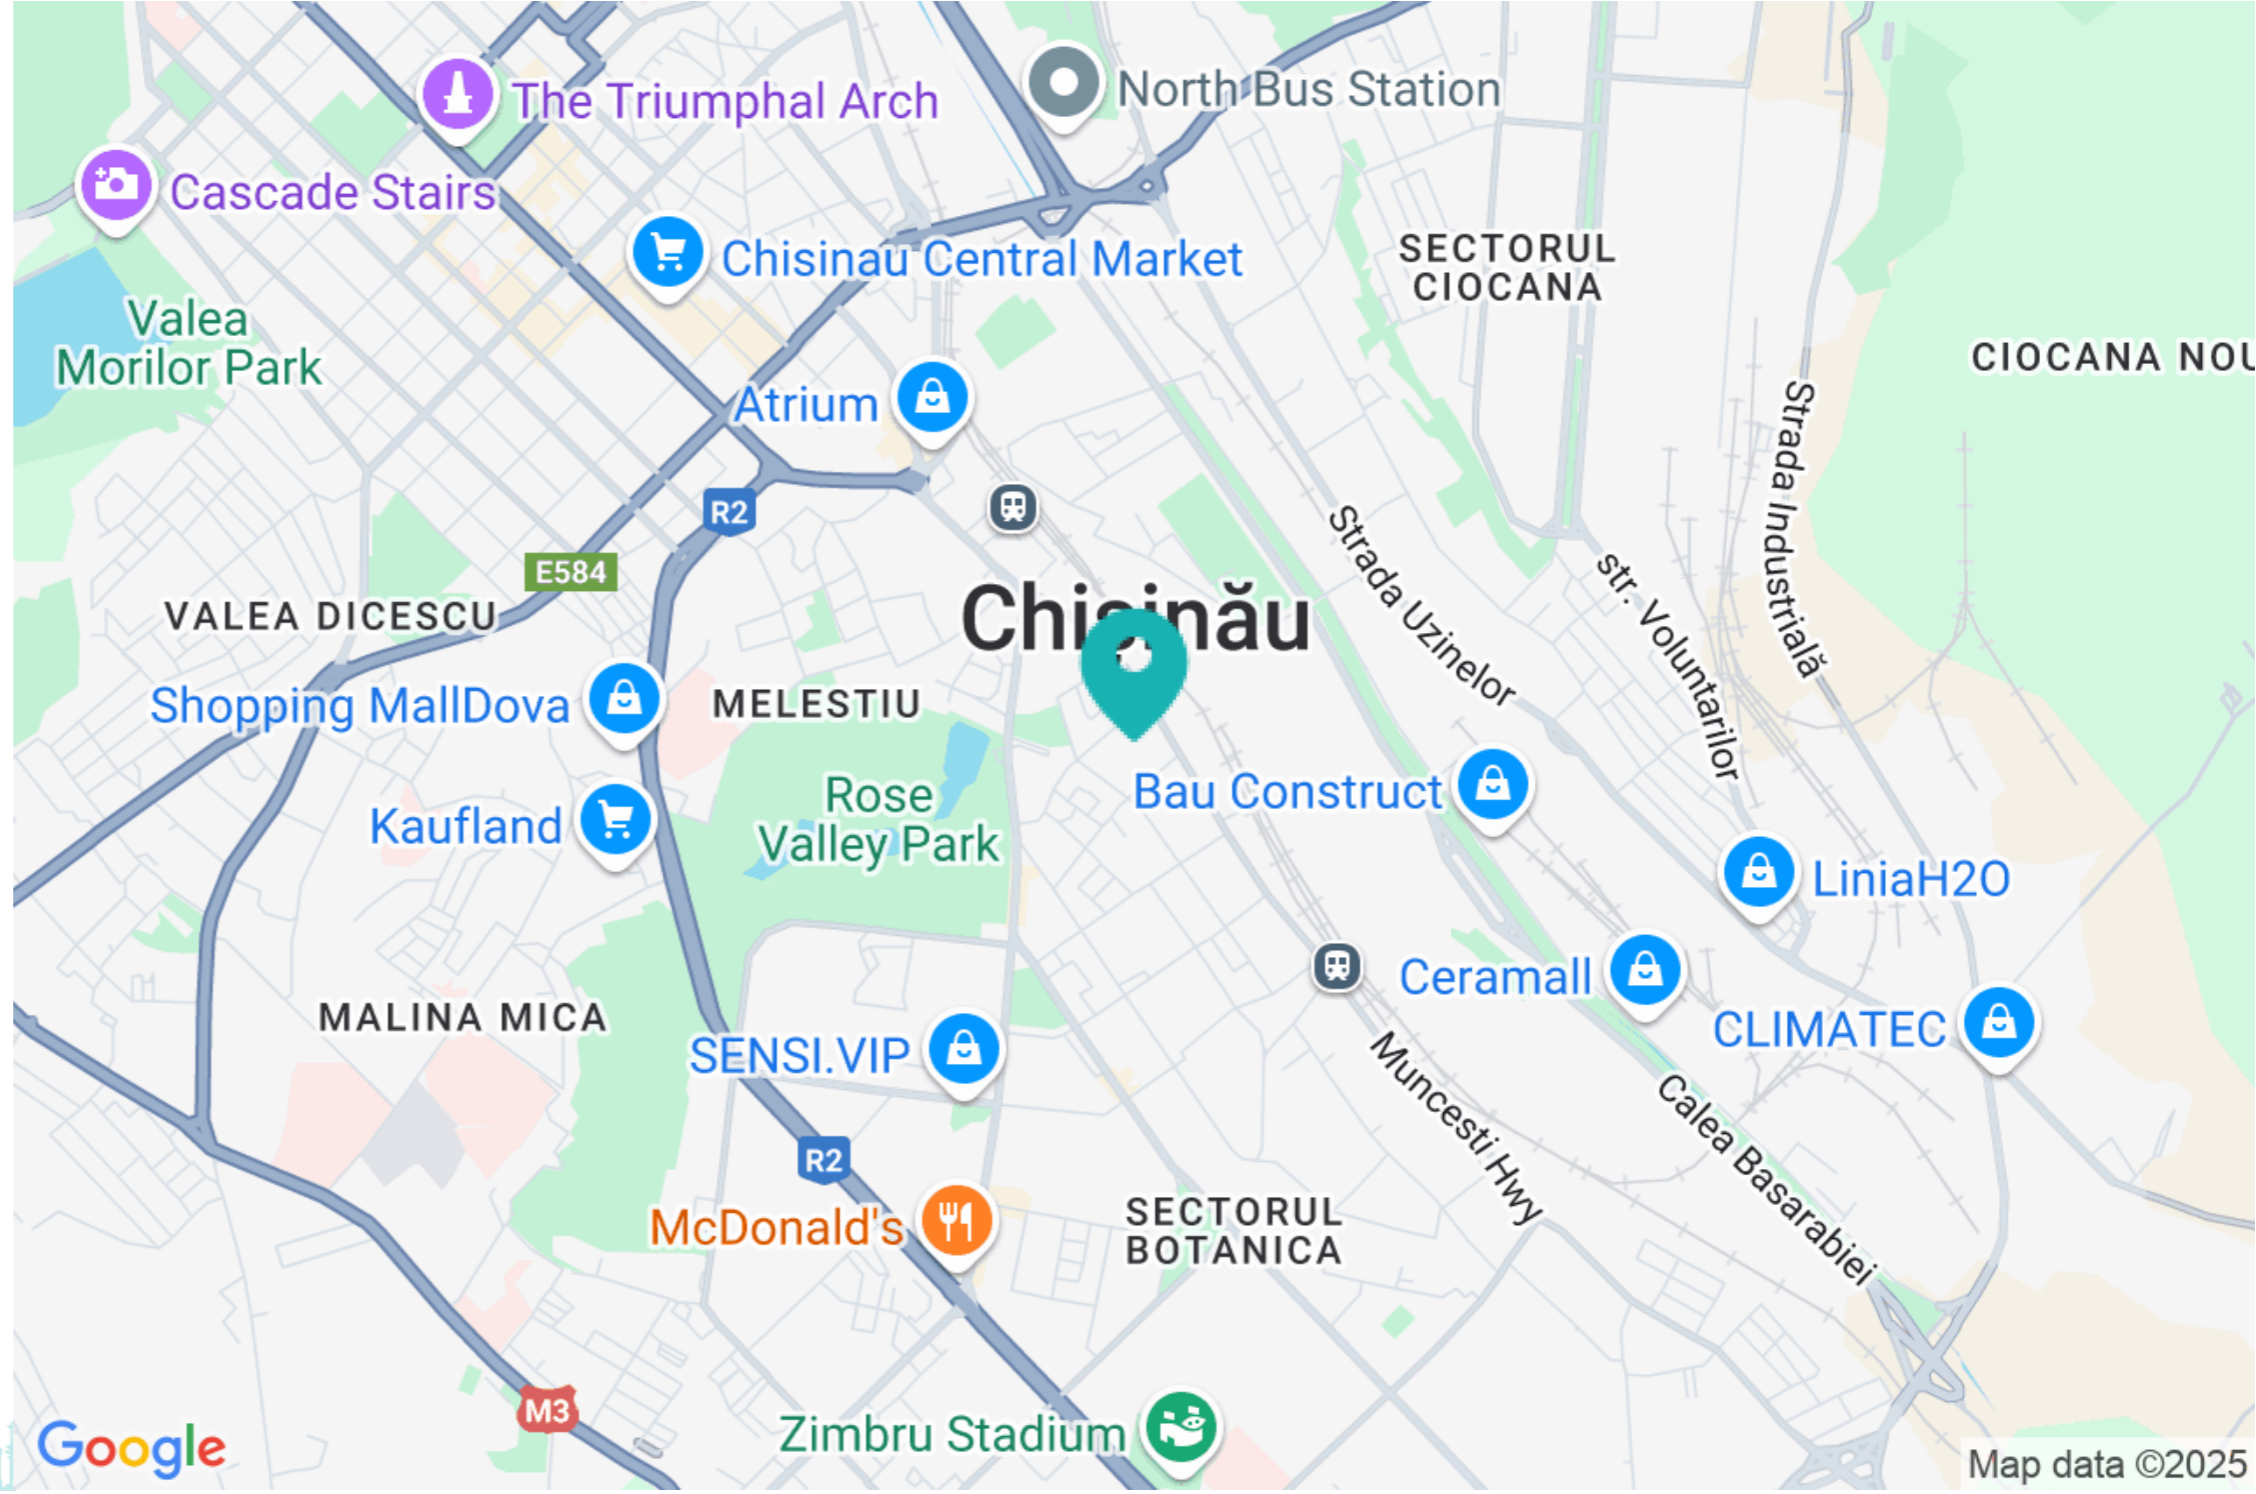 The Triumphal Arch
North Bus Station
Cascade Stairs
Chisinau Central Market
SECTORUL
CIOCANA
Valea
Morilor Park
CIOCANA NOU
Atrium
Strada Industrială
R2
Strada Uzinelor
str. Voluntarilor
E584
VALEA DICESCU
Chișinău
Shopping MallDova
MELESTIU
Rose
Valley Park
Bau Construct
Kaufland
LiniaH2O
Ceramall
MALINA MICA
CLIMATEC
SENSI.VIP
Muncesti Hwy
Calea Basarabiei
R2
McDonald's
SECTORUL
BOTANICA
M3
Zimbru Stadium
Google
Map data ©2025